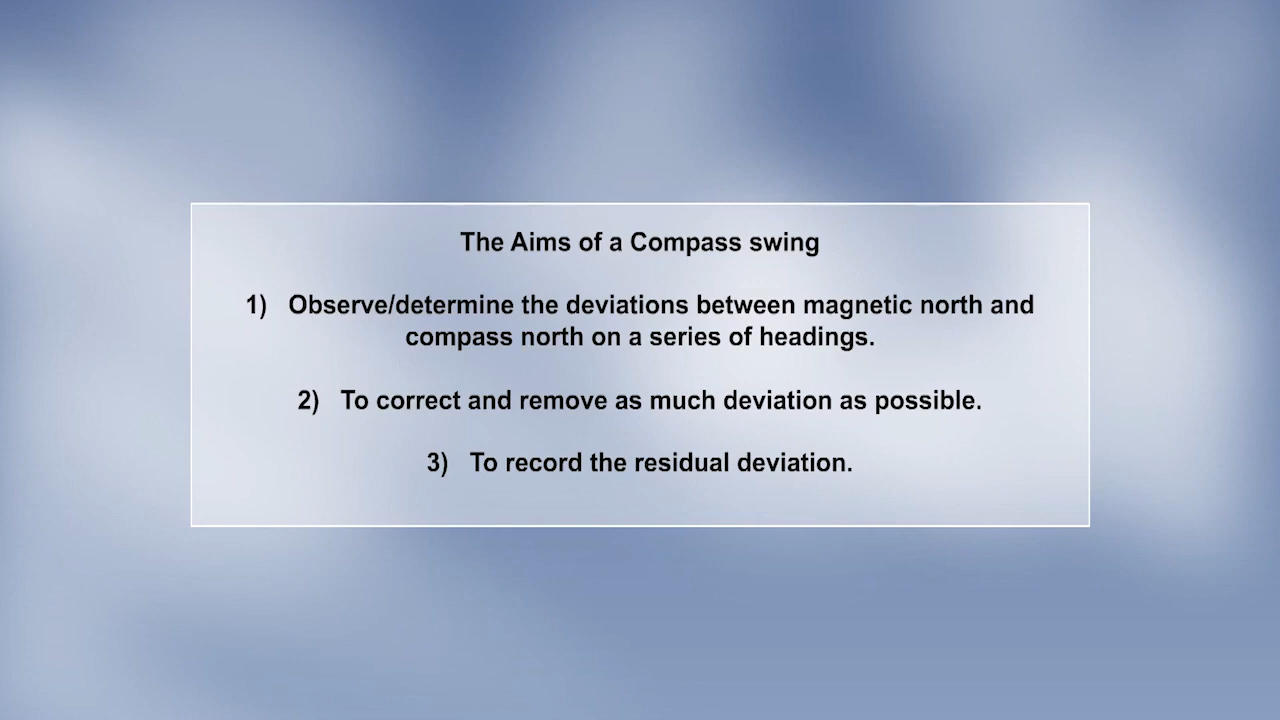 The Aims of a Compass swing
1) Observe/determine the deviations between magnetic north and
compass north on a series of headings.
2) To correct and remove as much deviation as possible.
3) To record the residual deviation.